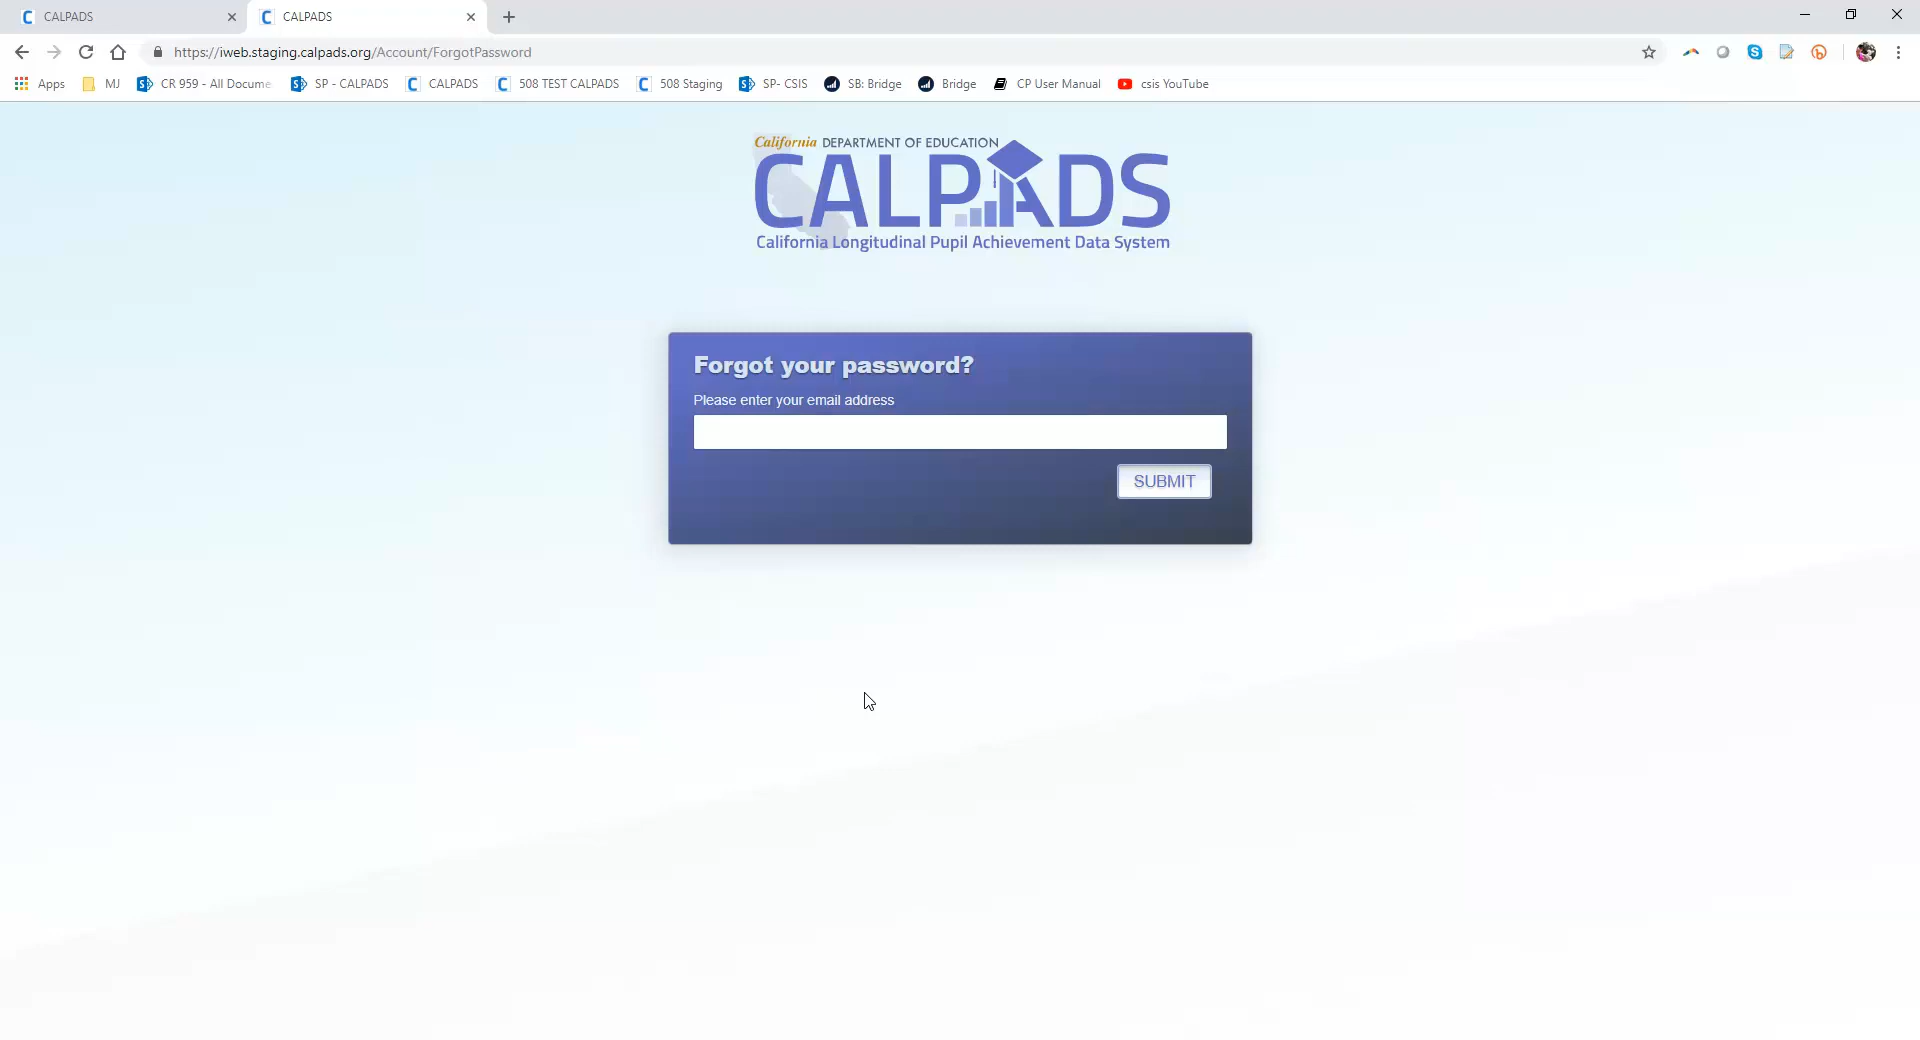 CALPADS
CALPADS
https://iweb.staging.calpads.org/Account/ForgotPassword
Apps MJ CR 959 - All Docume SP - CALPADS CALPADS 508 TEST CALPADS 508 Staging SP- CSIS SB: Bridge Bridge CP User Manual csis YouTube
California DEPARTMENT OF EDUCATION
CALPADS
California Longitudinal Pupil Achievement Data System
Forgot your password?
Please enter your email address
SUBMIT